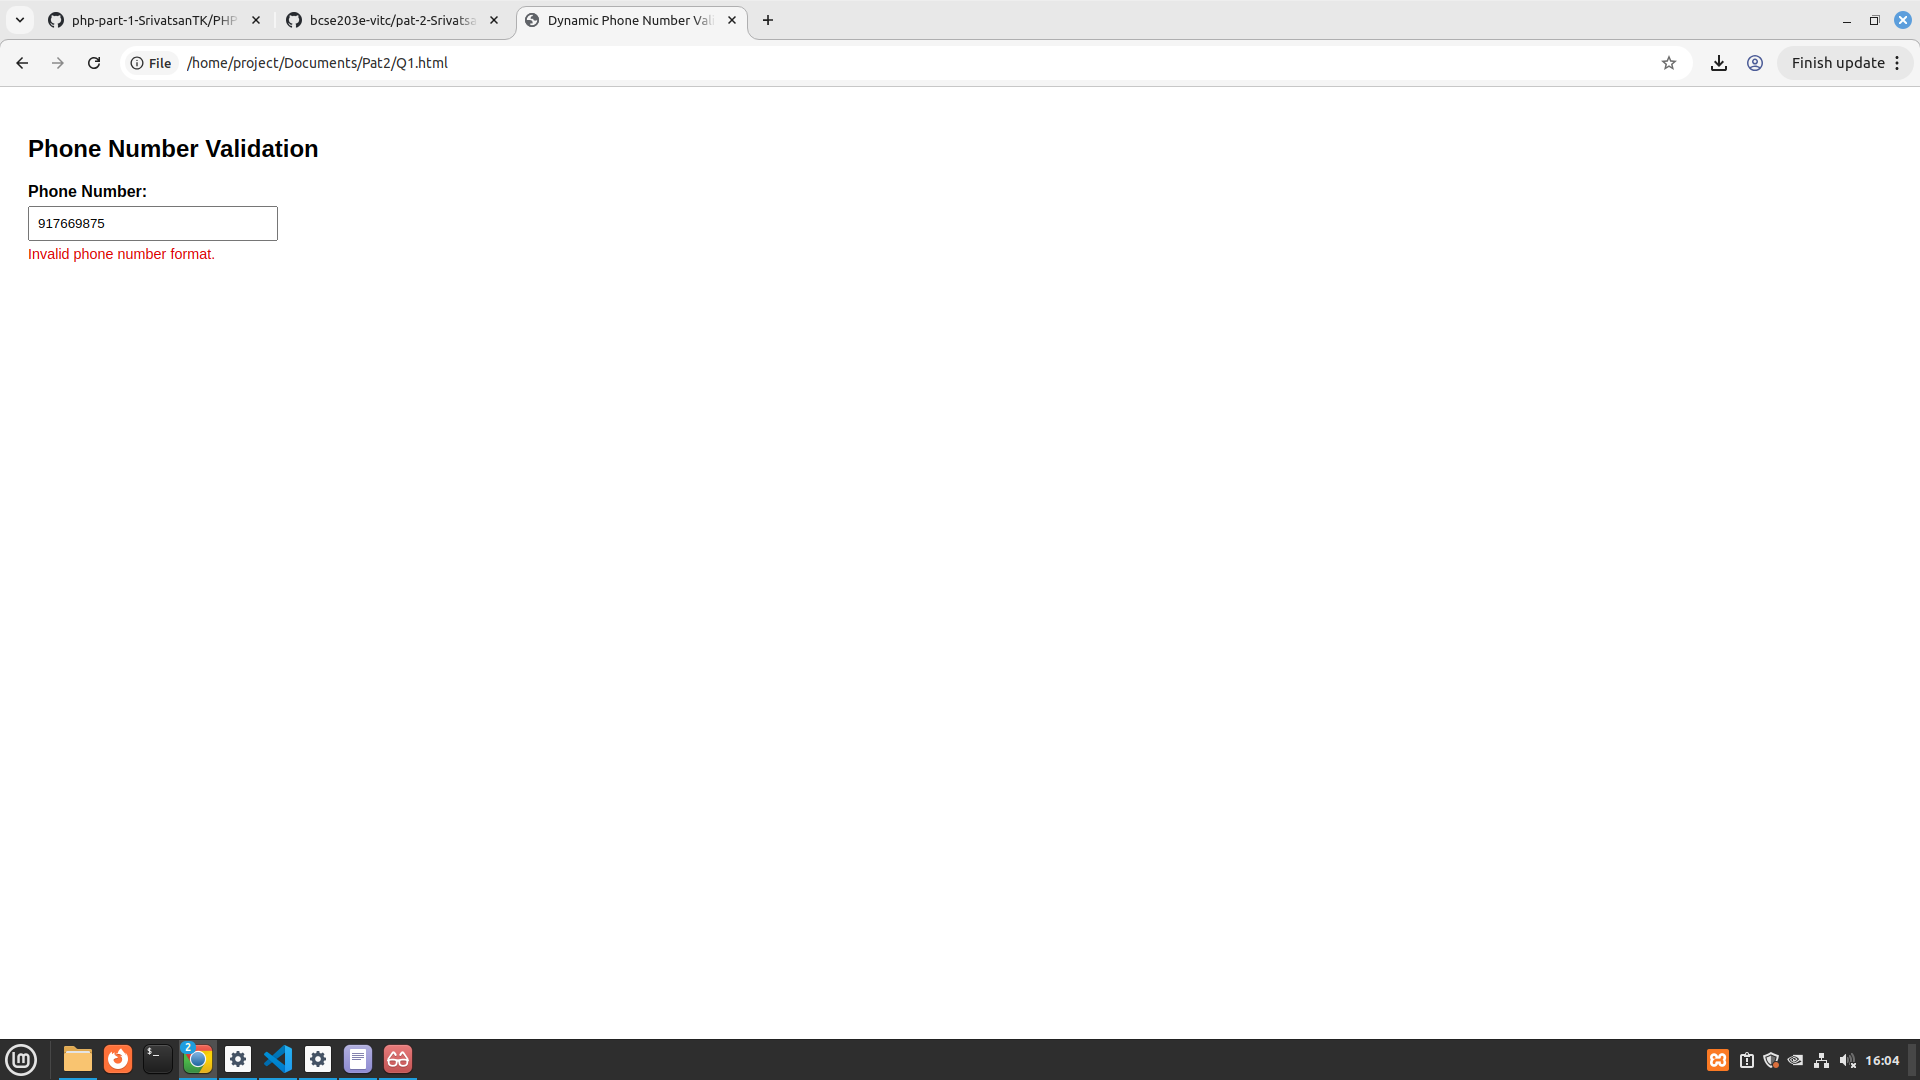 php-part-1-SrivatsanTK/PHP
bcse203e-vitc/pat-2-Srivatsa
Dynamic Phone Number Val
File
/home/project/Documents/Pat2/Q1.html
Finish update
Phone Number Validation
Phone Number:
917669875
Invalid phone number format.
$_
2
16:04